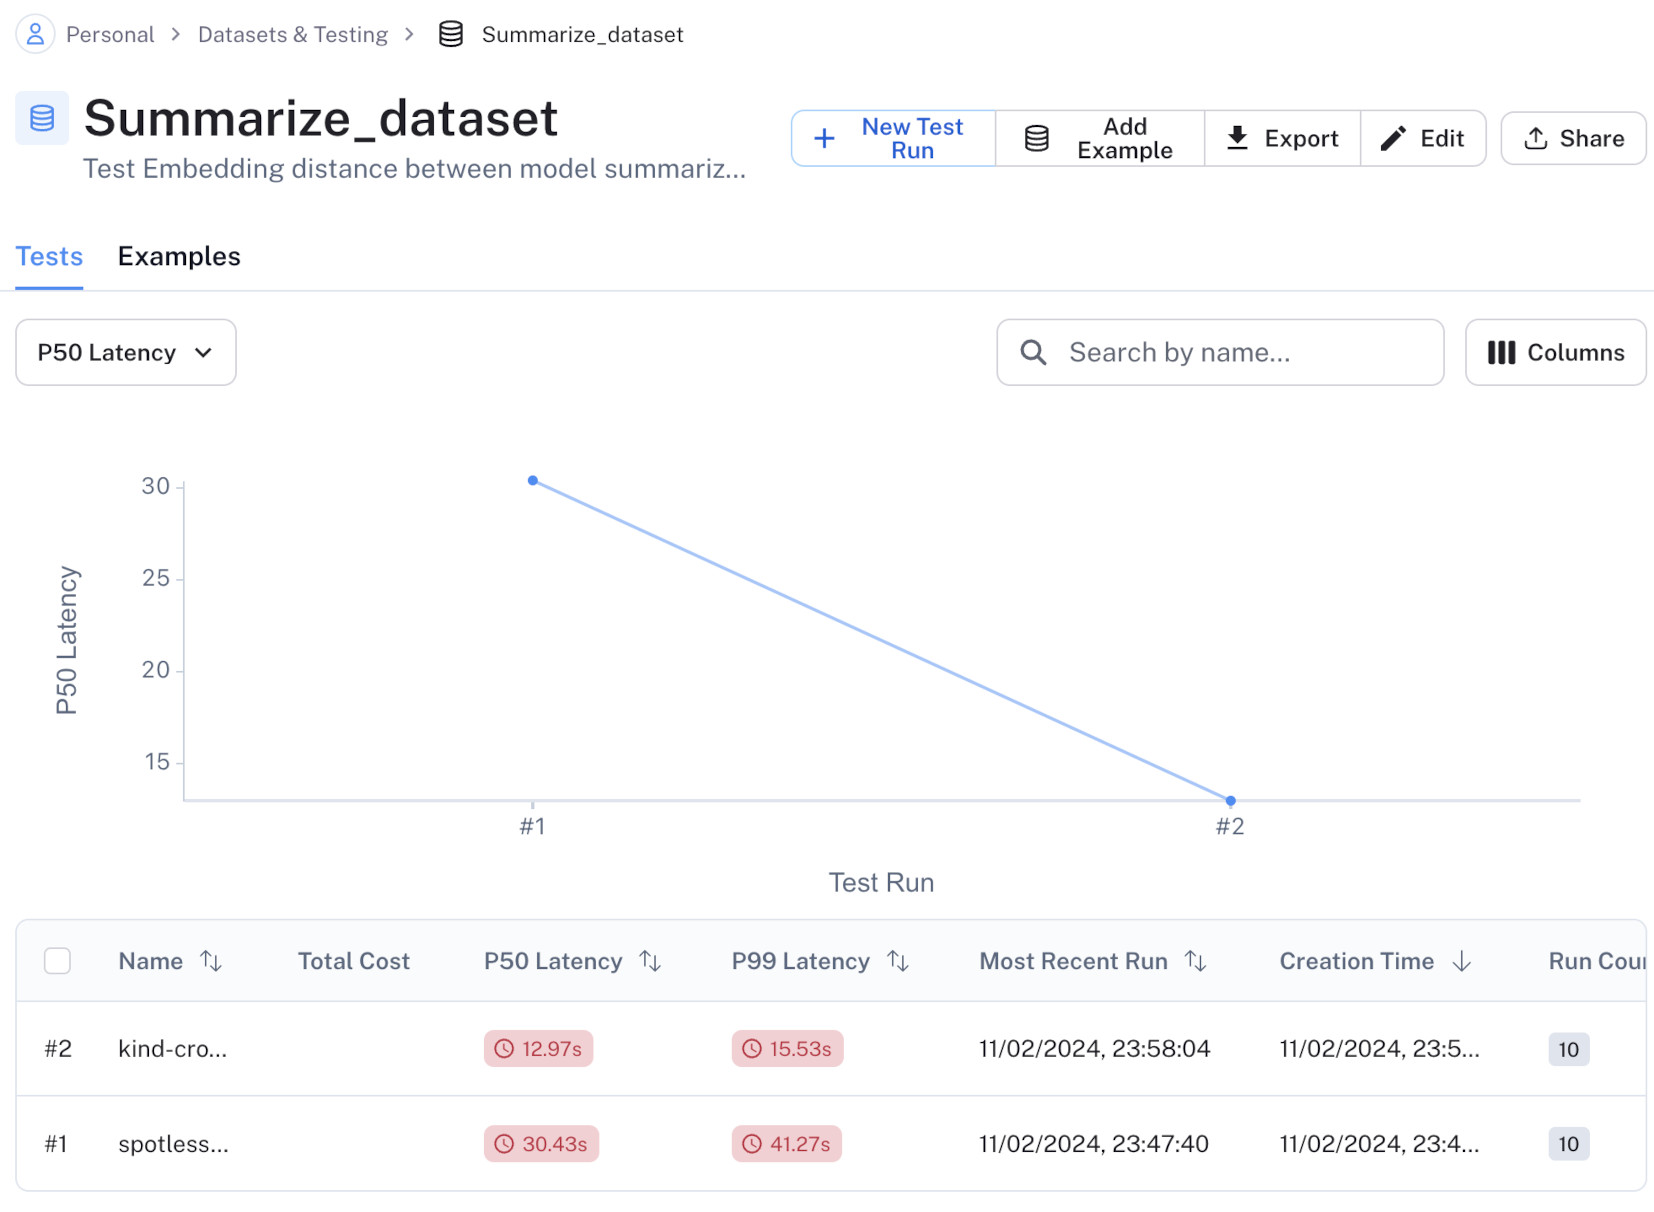 Personal > Datasets & Testing > Summarize_dataset
Summarize_dataset
Test Embedding distance between model summariz...
+ New Test Run
Add Example
Export
Edit
Share
Tests Examples
P50 Latency
Search by name...
Columns
30
25
20
15
P50 Latency
#1 #2
Test Run
Name Total Cost P50 Latency P99 Latency Most Recent Run Creation Time Run Cour
#2 kind-cro... 12.97s 15.53s 11/02/2024, 23:58:04 11/02/2024, 23:5... 10
#1 spotless... 30.43s 41.27s 11/02/2024, 23:47:40 11/02/2024, 23:4... 10